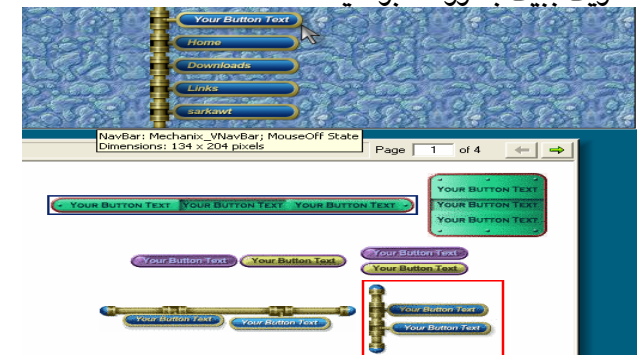 Your Button Text
Home
Downloads
Links
sarkawt
NavBar: Mechanix_VNavBar; MouseOff State
Dimensions: 134 x 204 pixels
Page 1 of 4
YOUR BUTTON TEXT YOUR BUTTON TEXT YOUR BUTTON TEXT
YOUR BUTTON TEXT
YOUR BUTTON TEXT
YOUR BUTTON TEXT
Your Button Text Your Button Text
Your Button Text
Your Button Text
Your Button Text Your Button Text
Your Button Text
Your Button Text